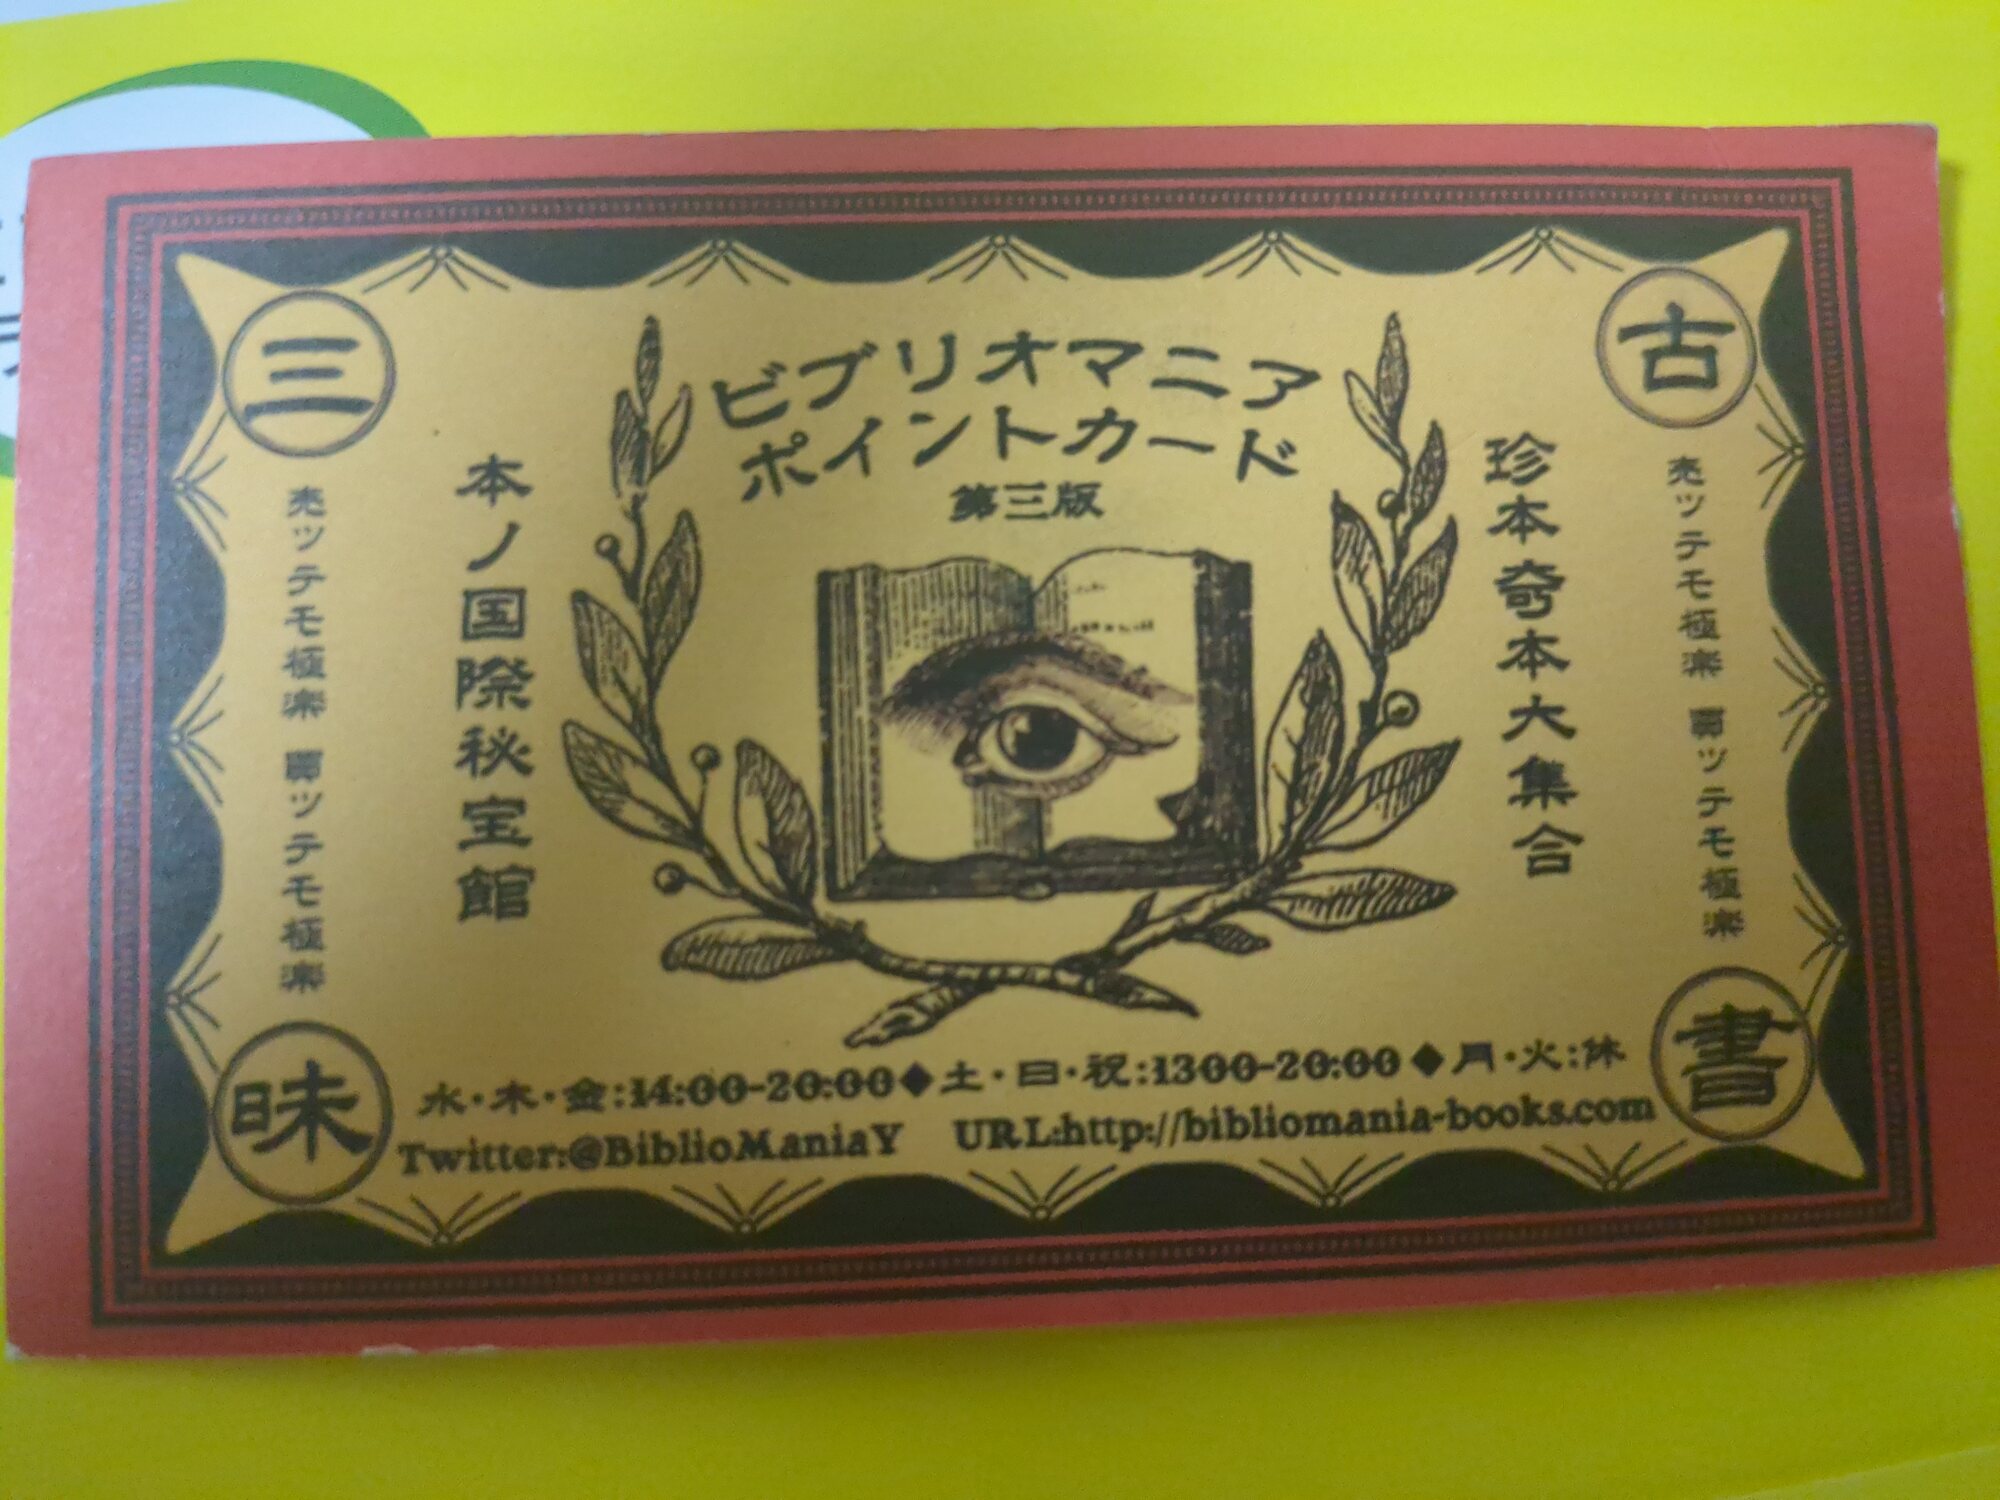 ビブリオマニア
ポイントカード
第三版
古
書
三
昧
売ッテモ極楽 買ッテモ極楽
珍本奇本大集合
本ノ国際秘宝館
売ッテモ極楽 買ッテモ極楽
水・木・金:14:00-20:00◆土・日・祝:1300-20:00◆月・火:休
Twitter:@BiblioManiaY URL:http://bibliomania-books.com